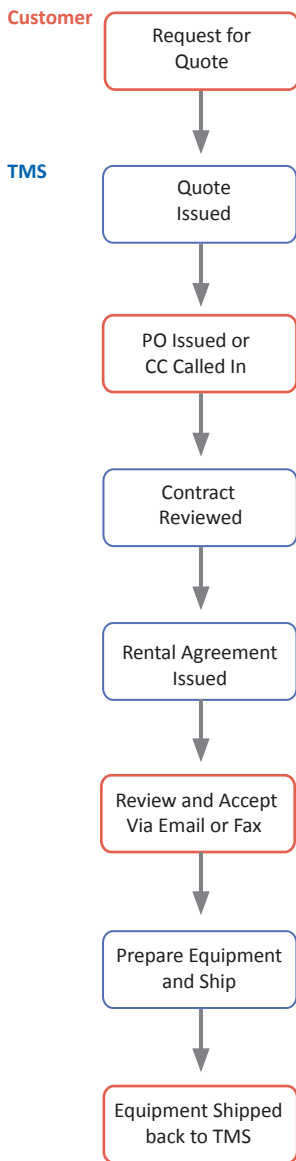 Customer
Request for
Quote
TMS
Quote
Issued
PO Issued or
CC Called In
Contract
Reviewed
Rental Agreement
Issued
Review and Accept
Via Email or Fax
Prepare Equipment
and Ship
Equipment Shipped
back to TMS